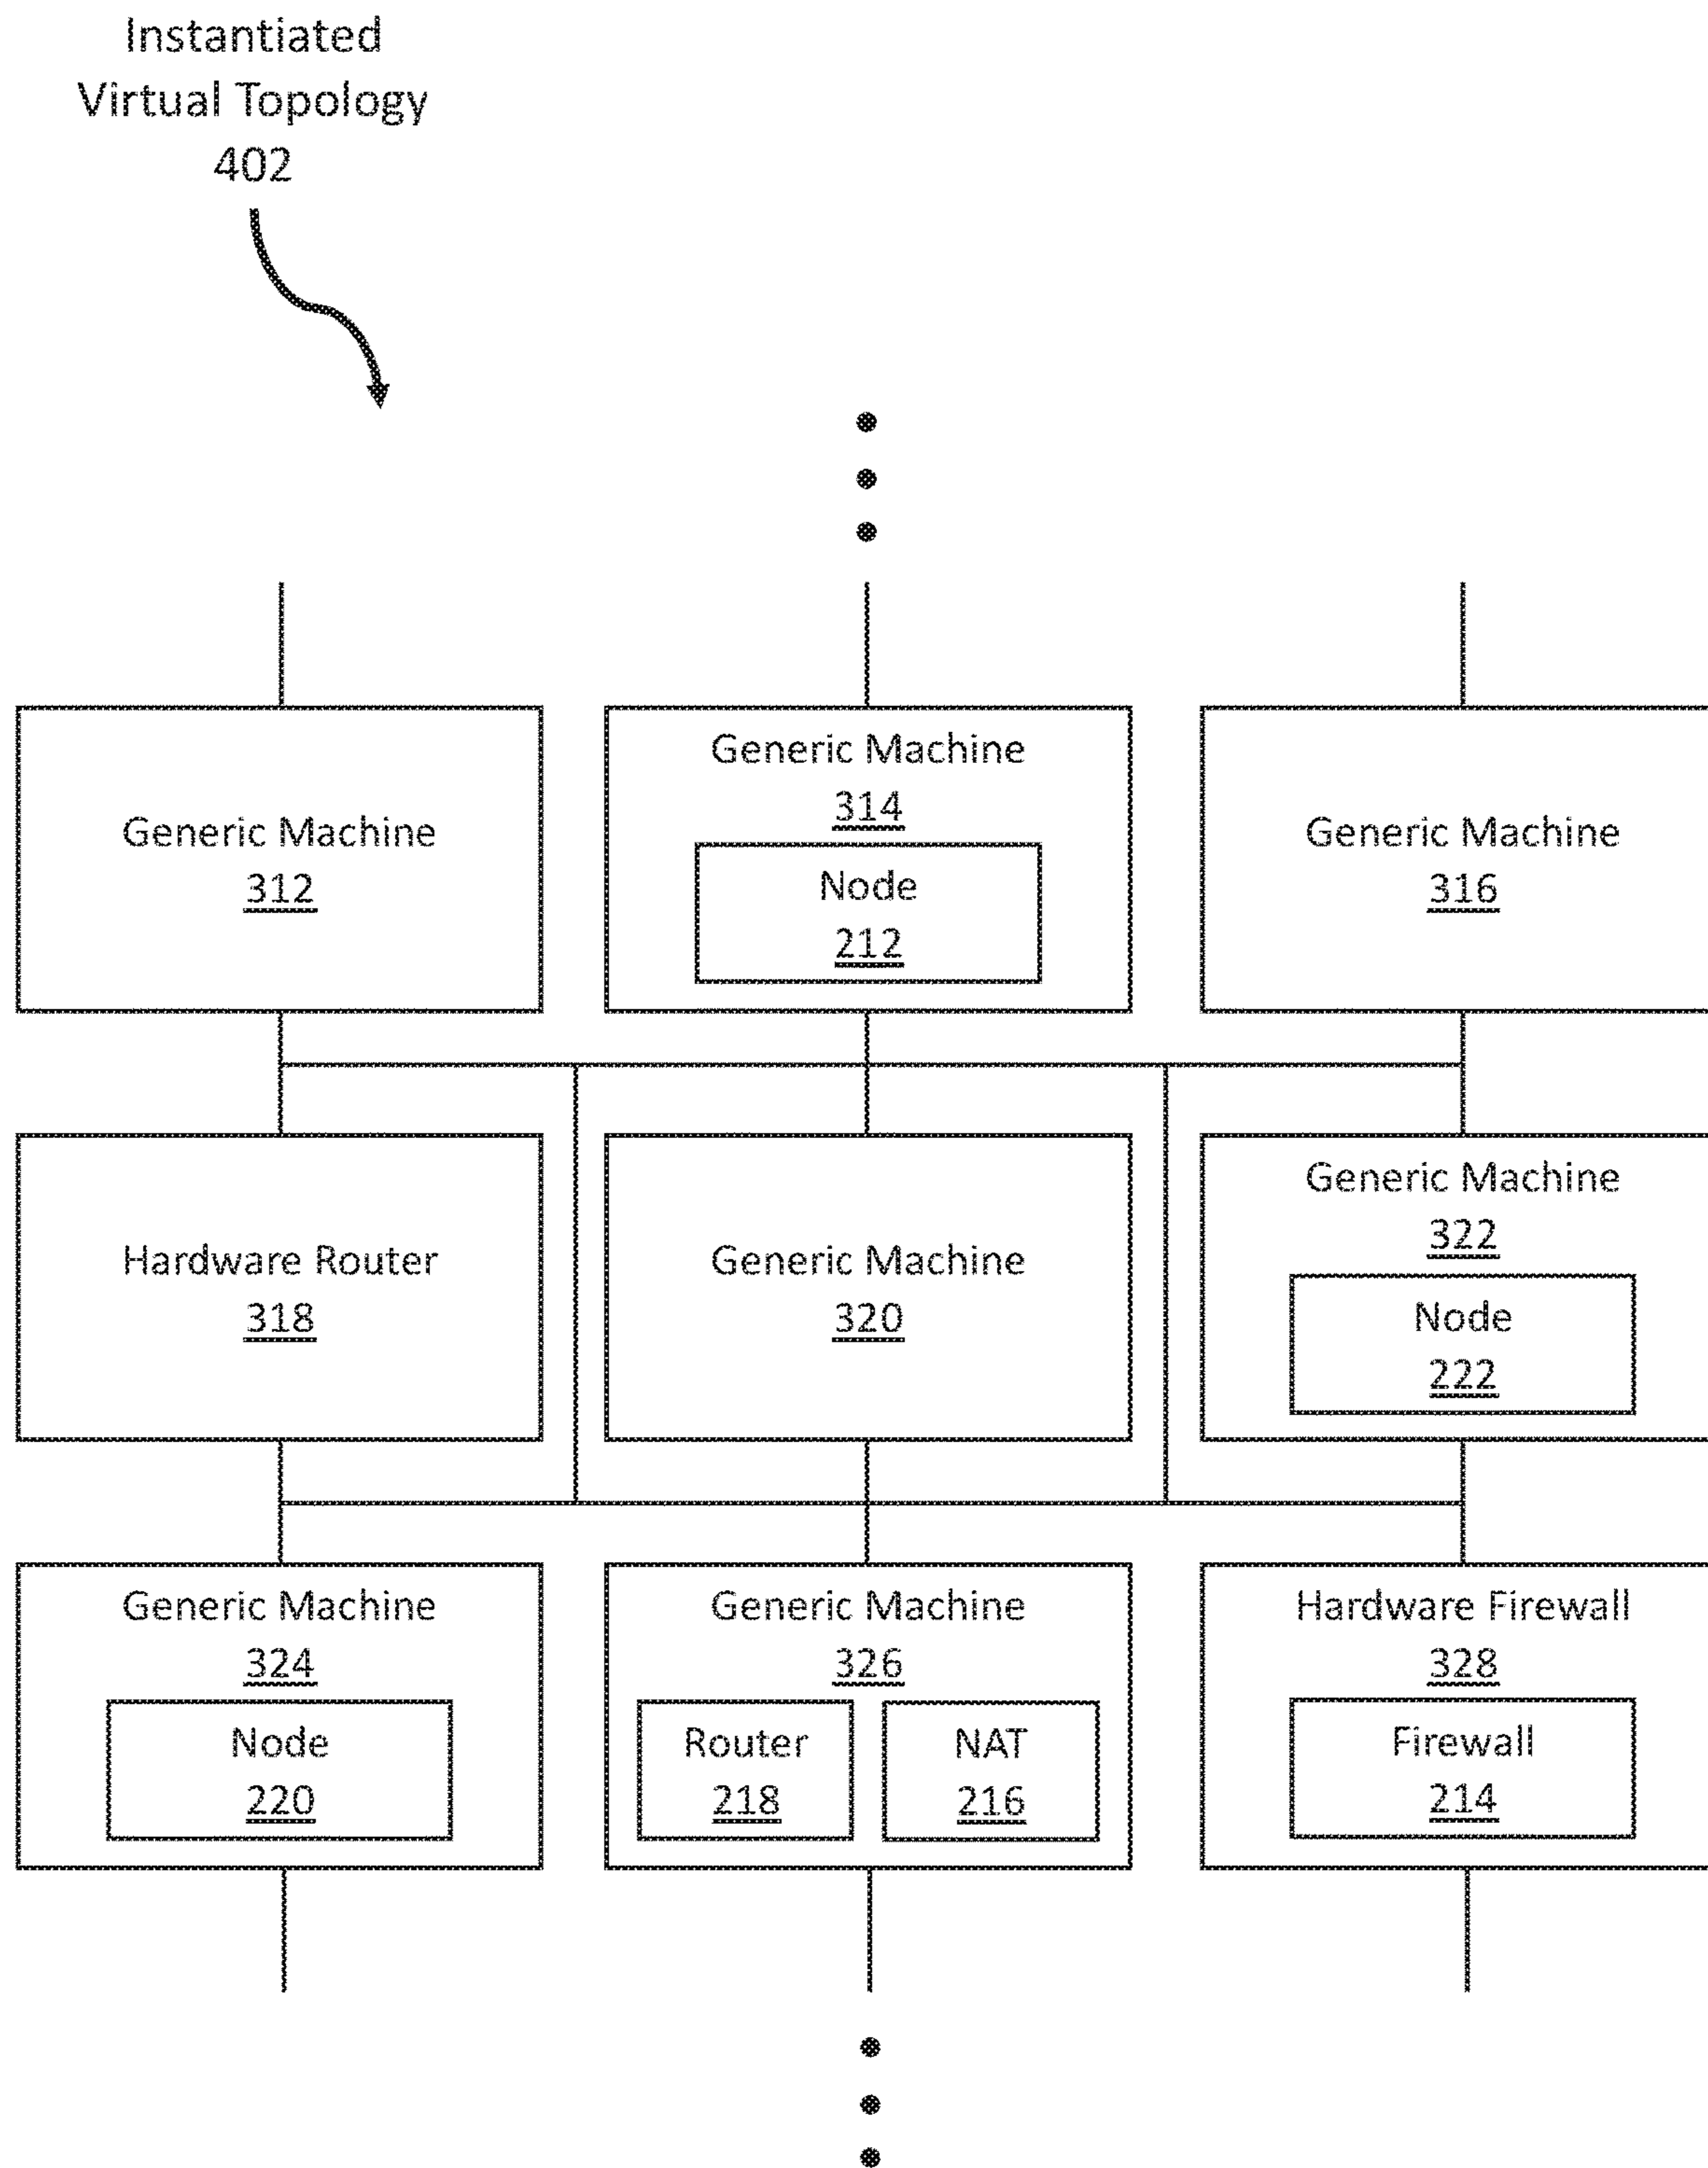 Instantiated
Virtual Topology
402
Generic Machine
312
Generic Machine
314
Node
212
Generic Machine
316
Hardware Router
318
Generic Machine
320
Generic Machine
322
Node
222
Generic Machine
324
Node
220
Generic Machine
326
Router
218
NAT
216
Hardware Firewall
328
Firewall
214